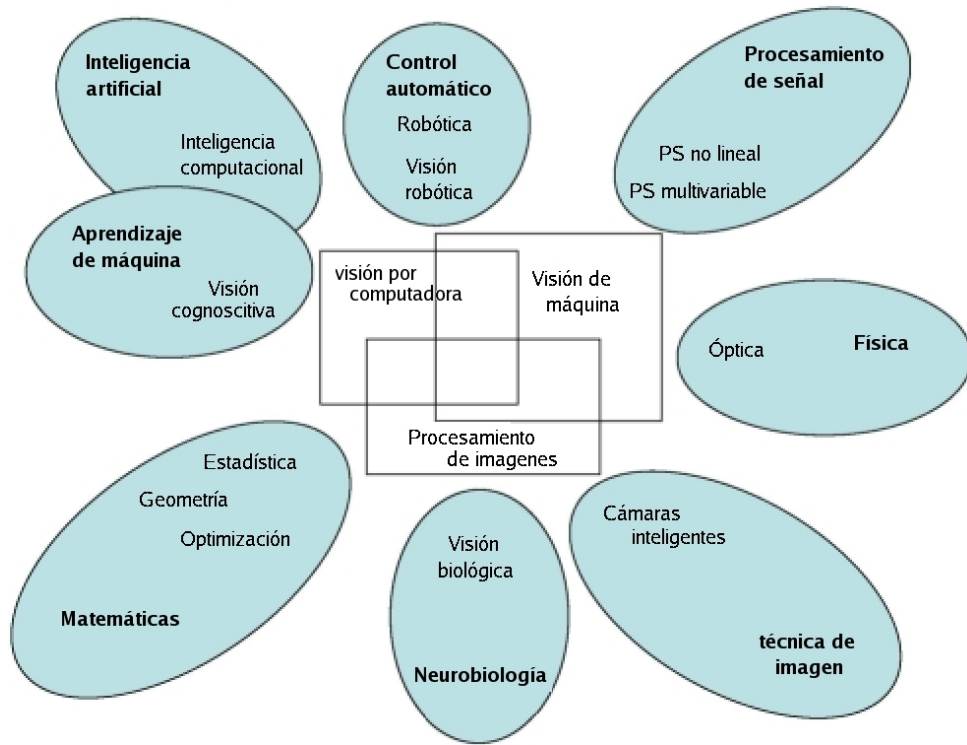 Inteligencia
artificial
Inteligencia
computacional
Control
automático
Robótica
Visión
robótica
Procesamiento
de señal
PS no lineal
PS multivariable
Aprendizaje
de máquina
Visión
cognoscitiva
visión por
computadora
Visión de
máquina
Óptica
Física
Procesamiento
de imagenes
Estadística
Geometría
Optimización
Matemáticas
Visión
biológica
Neurobiología
Cámaras
inteligentes
técnica de
imagen